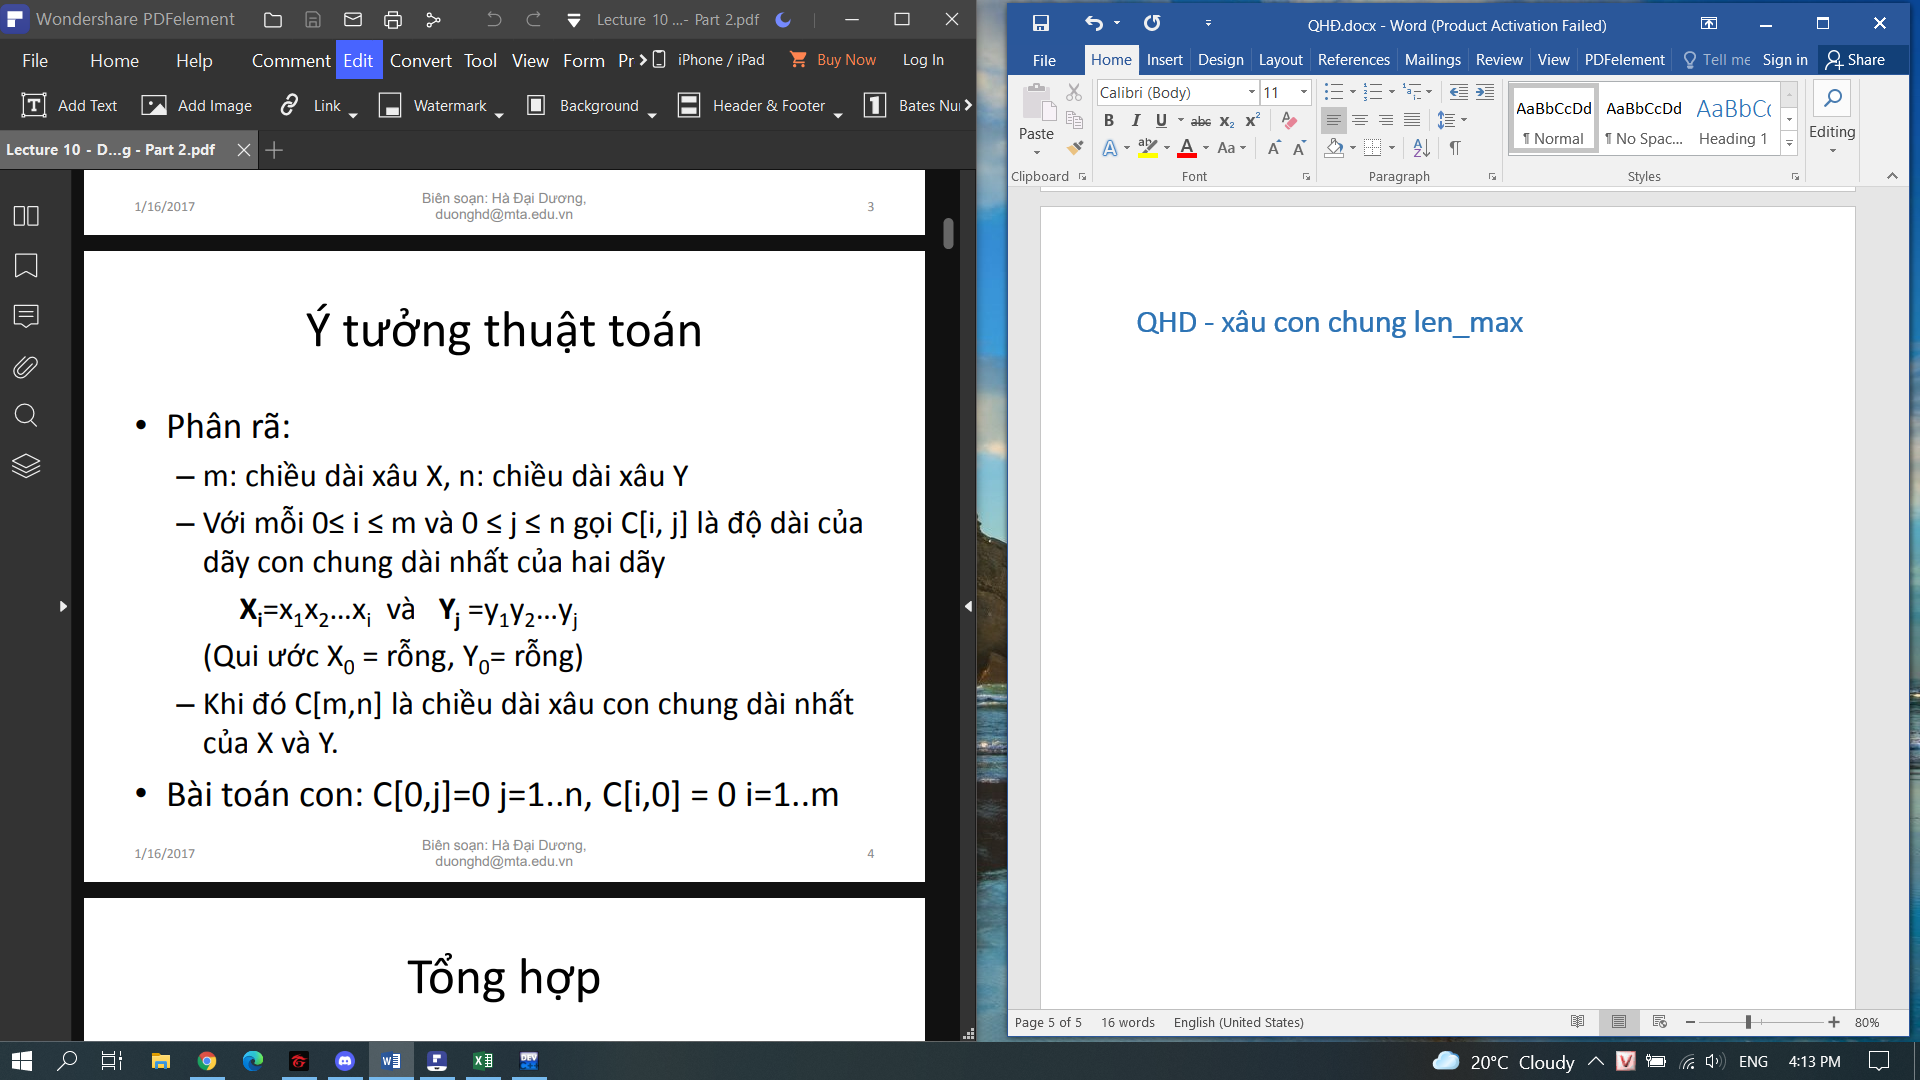 Wondershare PDFelement
Lecture 10 ...- Part 2.pdf
File Home Help Comment Edit Convert Tool View Form Pr iPhone / iPad Buy Now Log In
Add Text Add Image Link Watermark Background Header & Footer Bates Nu
Lecture 10 - D...g - Part 2.pdf
1/16/2017
Biên soạn: Hà Đại Dương,
duonghd@mta.edu.vn
3
Ý tưởng thuật toán
• Phân rã:
– m: chiều dài xâu X, n: chiều dài xâu Y
– Với mỗi 0≤ i ≤ m và 0 ≤ j ≤ n gọi C[i, j] là độ dài của
dãy con chung dài nhất của hai dãy
Xi=x1x2…xi và Yj =y1y2…yj
(Qui ước X0 = rỗng, Y0= rỗng)
– Khi đó C[m,n] là chiều dài xâu con chung dài nhất
của X và Y.
• Bài toán con: C[0,j]=0 j=1..n, C[i,0] = 0 i=1..m
1/16/2017
Biên soạn: Hà Đại Dương,
duonghd@mta.edu.vn
4
Tổng hợp
QHĐ.docx - Word (Product Activation Failed)
File Home Insert Design Layout References Mailings Review View PDFelement Tell me Sign in Share
Paste
Calibri (Body) 11
B I U abc x2 x2
A ab A Aa A A
AaBbCcDd AaBbCcDd AaBbCc
¶ Normal ¶ No Spac... Heading 1
Editing
Clipboard Font Paragraph Styles
QHD - xâu con chung len_max
Page 5 of 5 16 words English (United States) 80%
20°C Cloudy ENG 4:13 PM